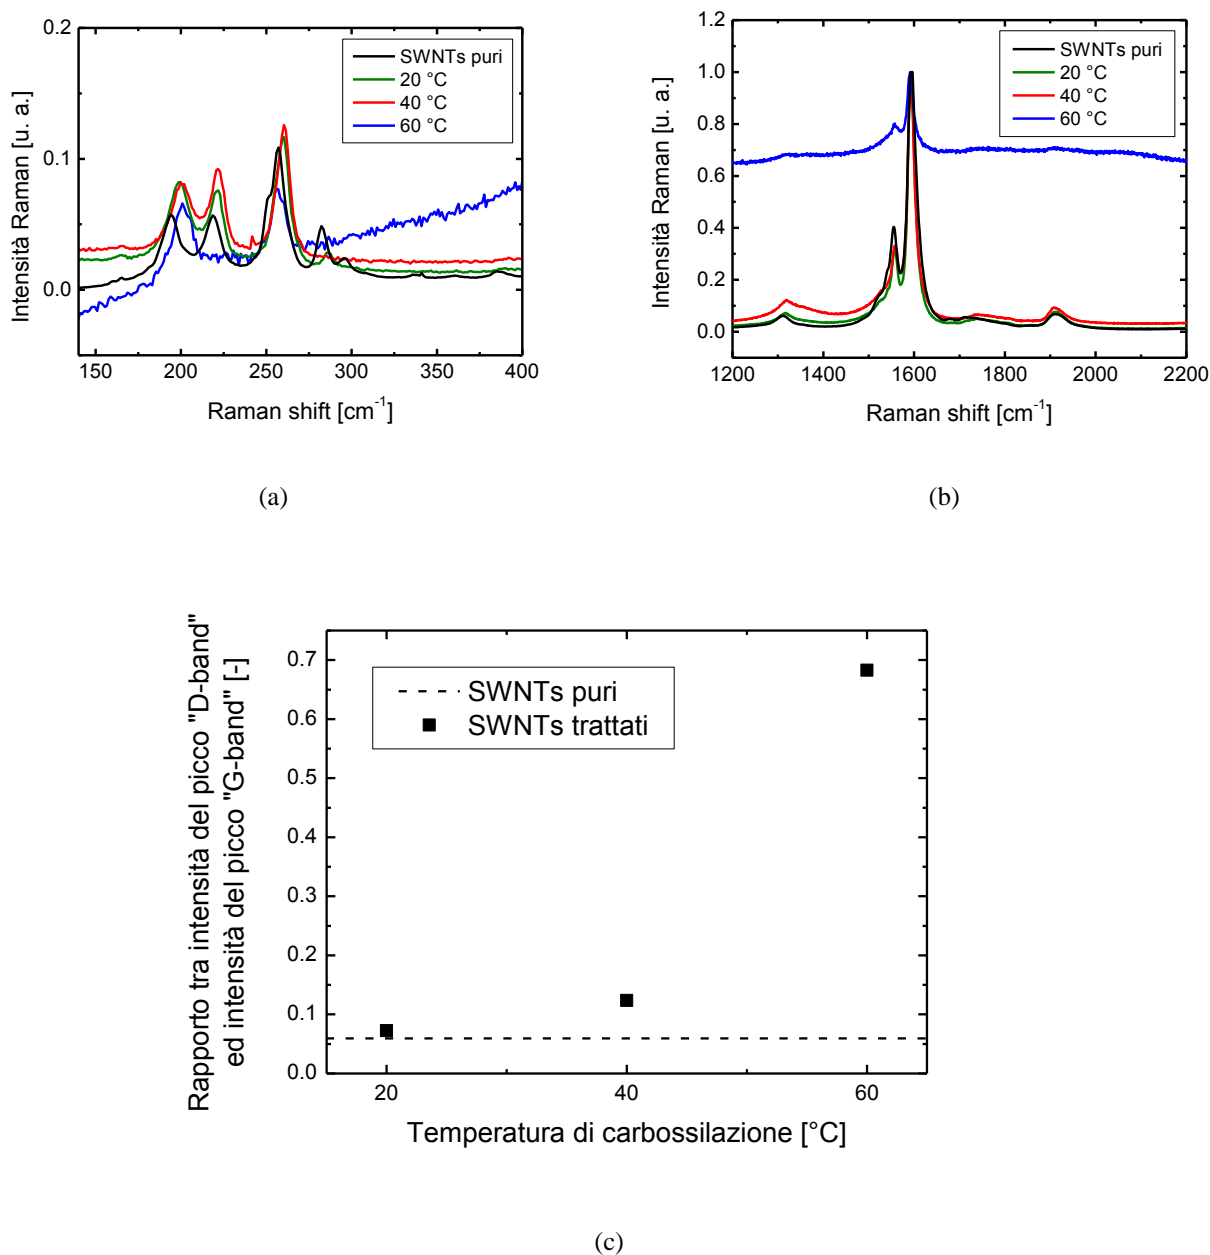 0.2
0.1
0.0
Intensità Raman [u. a.]
SWNTs puri
20 °C
40 °C
60 °C
150 200 250 300 350 400
Raman shift [cm-1]
(a)
1.2
1.0
0.8
0.6
0.4
0.2
0.0
Intensità Raman [u. a.]
SWNTs puri
20 °C
40 °C
60 °C
1200 1400 1600 1800 2000 2200
Raman shift [cm-1]
(b)
Rapporto tra intensità del picco "D-band"
ed intensità del picco "G-band" [-]
0.7
0.6
0.5
0.4
0.3
0.2
0.1
0.0
SWNTs puri
SWNTs trattati
20 40 60
Temperatura di carbossilazione [°C]
(c)